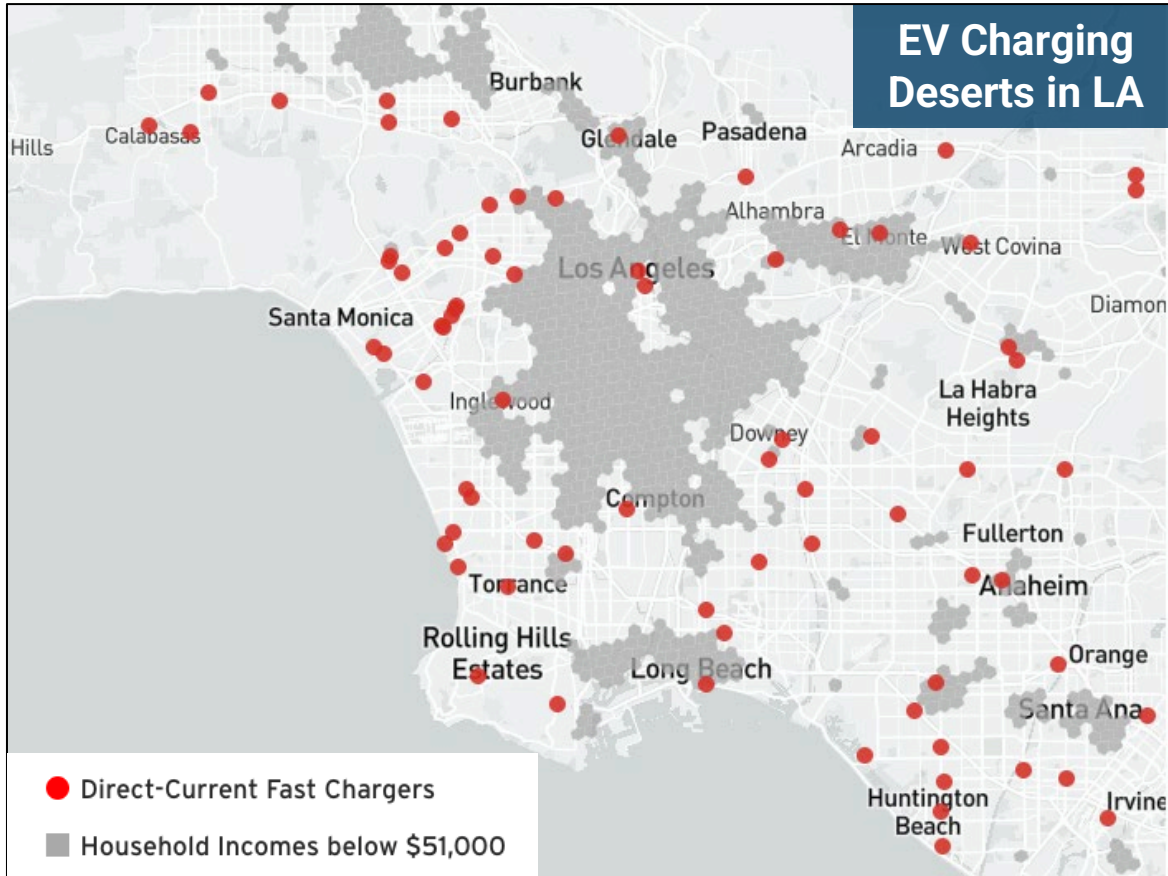 EV Charging
Deserts in LA
Burbank
Glendale
Pasadena
Arcadia
Hills
Calabasas
Alhambra
El Monte
West Covina
Los Angeles
Diamon
Santa Monica
La Habra
Heights
Inglewood
Downey
Compton
Fullerton
Torrance
Anaheim
Rolling Hills
Estates
Long Beach
Orange
Santa Ana
Huntington
Beach
Irvine
Direct-Current Fast Chargers
Household Incomes below $51,000